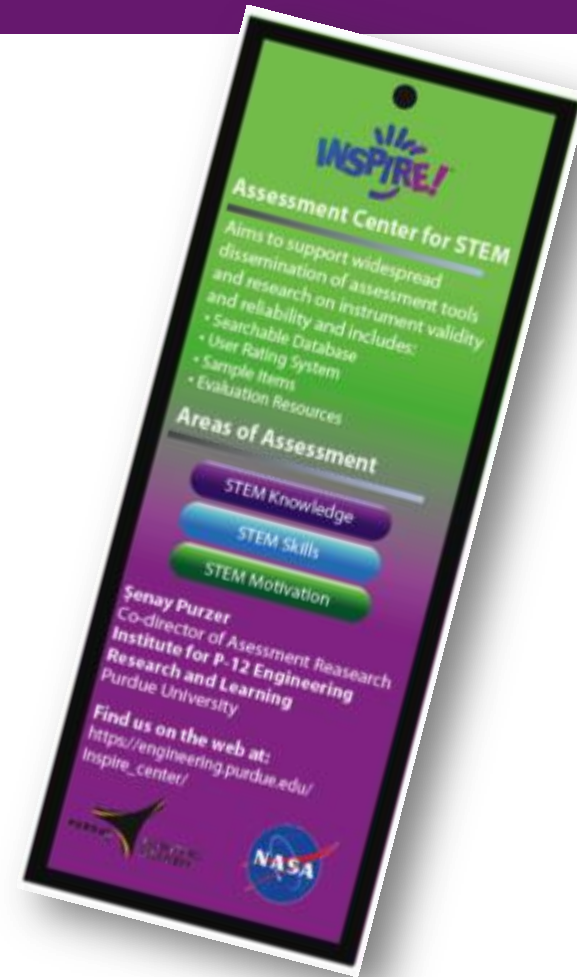 INSPIRE!
Assessment Center for STEM
Aims to support widespread
dissemination of assessment tools
and research on instrument validity
and reliability and includes:
• Searchable Database
• User Rating System
• Sample Items
• Evaluation Resources
Areas of Assessment
STEM Knowledge
STEM Skills
STEM Motivation
Şenay Purzer
Co-director of Asessment Reasearch
Institute for P-12 Engineering
Research and Learning
Purdue University
Find us on the web at:
https://engineering.purdue.edu/
Inspire_center/
PURDUE
NASA